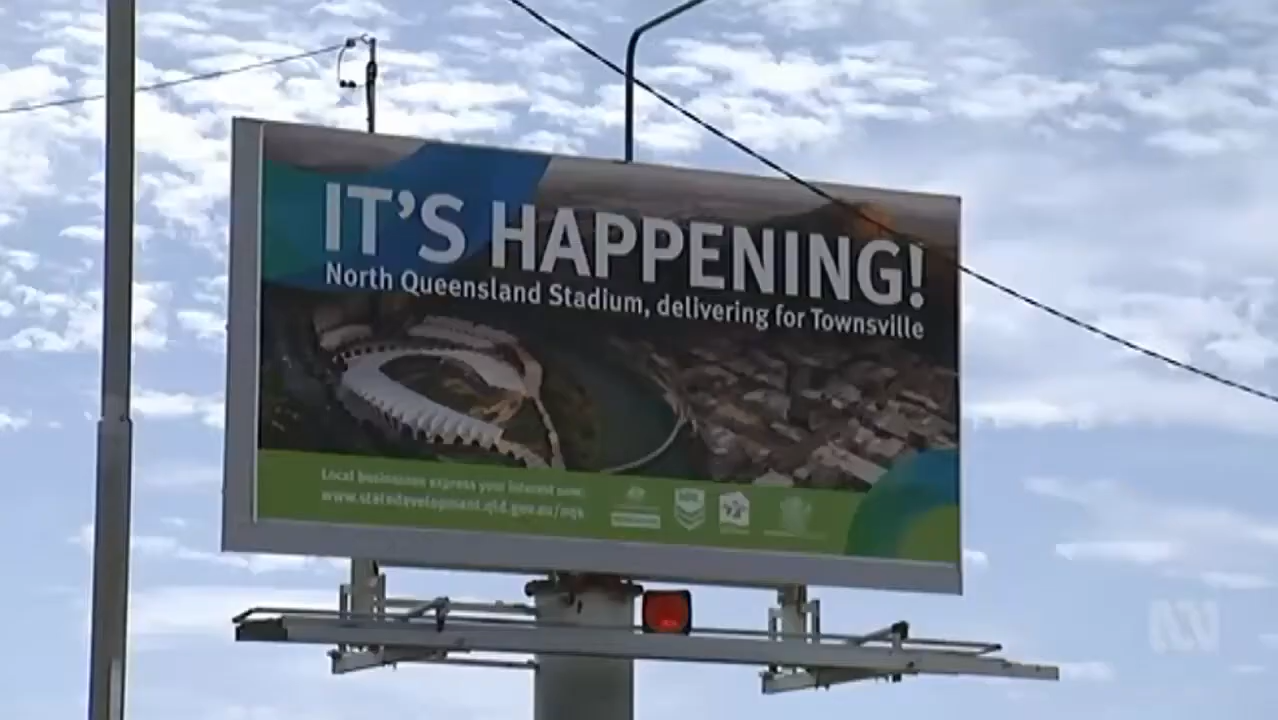 IT'S HAPPENING!
North Queensland Stadium, delivering for Townsville
Local businesses express your interest now:
www.statedevelopment.qld.gov.au/nqs
NRL